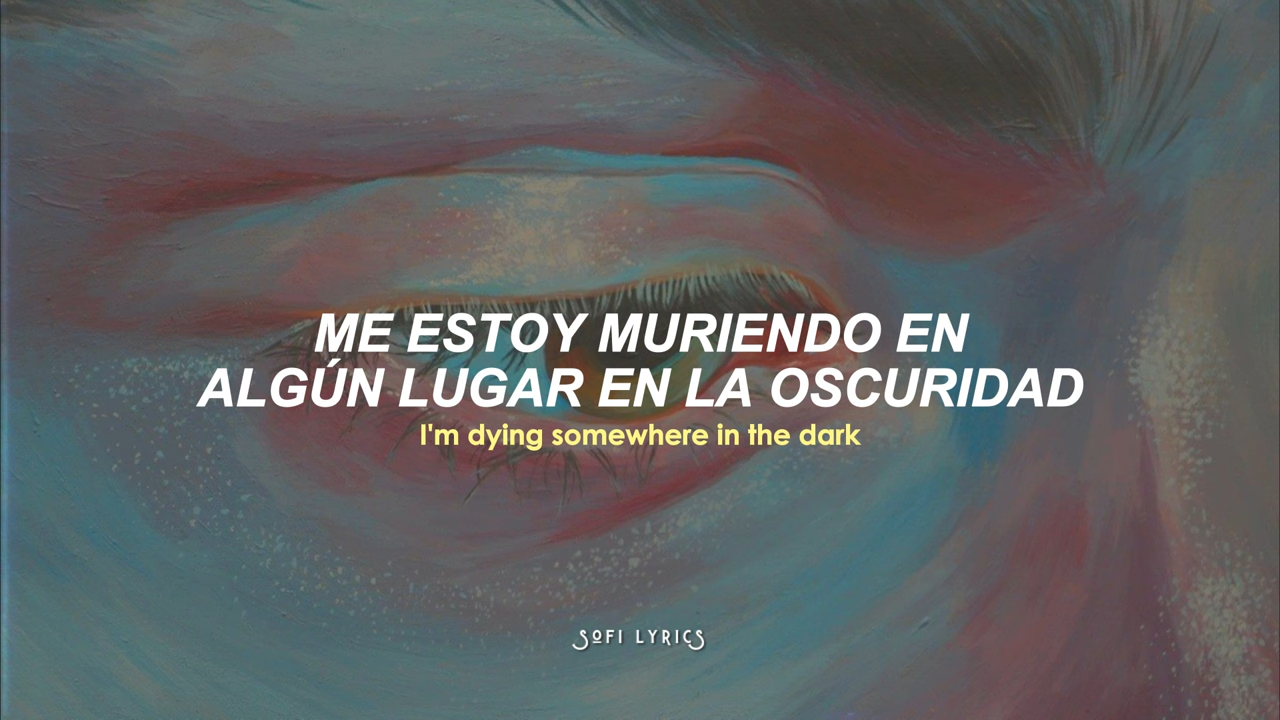 ME ESTOY MURIENDO EN
ALGÚN LUGAR EN LA OSCURIDAD
I'm dying somewhere in the dark
SOFI LYRICS